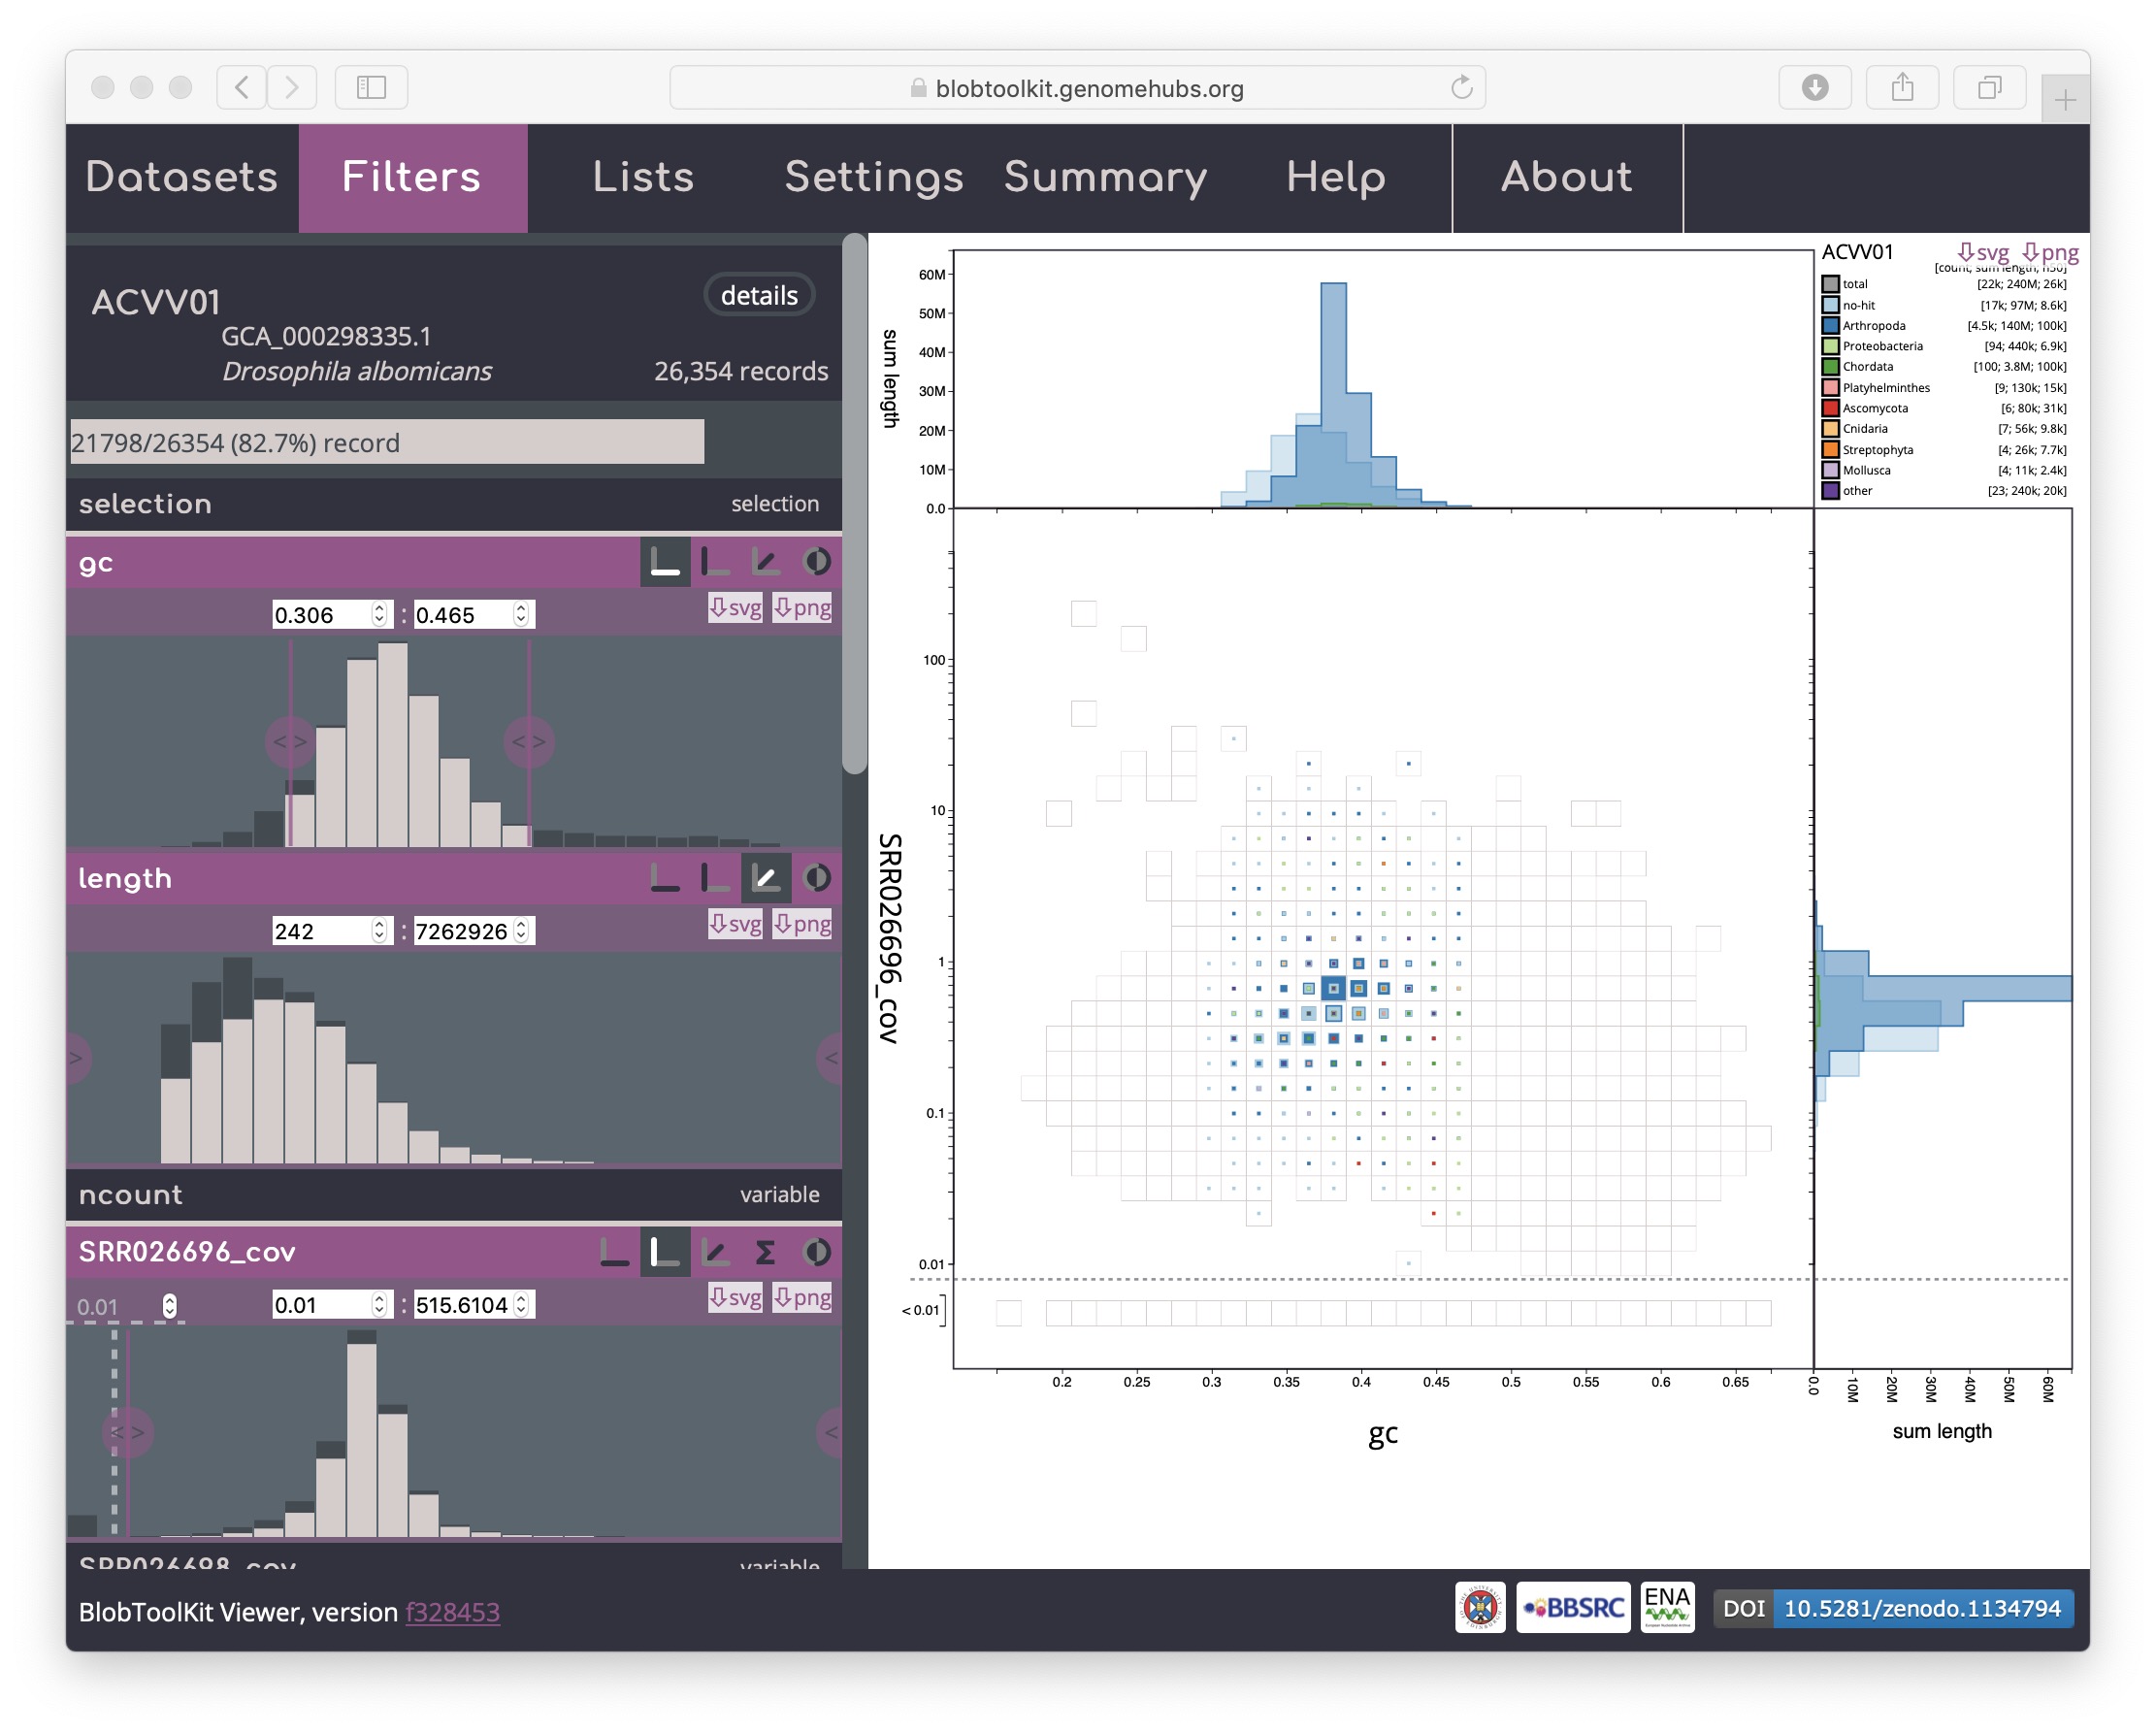 blobtoolkit.genomehubs.org
Datasets Filters Lists Settings Summary Help About
ACVV01 details
GCA_000298335.1
Drosophila albomicans 26,354 records
21798/26354 (82.7%) record
selection selection
gc
0.306 : 0.465 svg png
length
242 : 7262926 svg png
ncount variable
SRR026696_cov Σ
0.01 0.01 : 515.6104 svg png
SRR026698_cov variable
sum length
60M
50M
40M
30M
20M
10M
0.0
ACVV01 svg png
[count; sum length; n50]
total [22k; 240M; 26k]
no-hit [17k; 97M; 8.6k]
Arthropoda [4.5k; 140M; 100k]
Proteobacteria [94; 440k; 6.9k]
Chordata [100; 3.8M; 100k]
Platyhelminthes [9; 130k; 15k]
Ascomycota [6; 80k; 31k]
Cnidaria [7; 56k; 9.8k]
Streptophyta [4; 26k; 7.7k]
Mollusca [4; 11k; 2.4k]
other [23; 240k; 20k]
SRR026696_cov
100
10
1
0.1
0.01
< 0.01
0.2 0.25 0.3 0.35 0.4 0.45 0.5 0.55 0.6 0.65
gc
0.0 10M 20M 30M 40M 50M 60M
sum length
BlobToolKit Viewer, version f328453
BBSRC
ENA
DOI 10.5281/zenodo.1134794